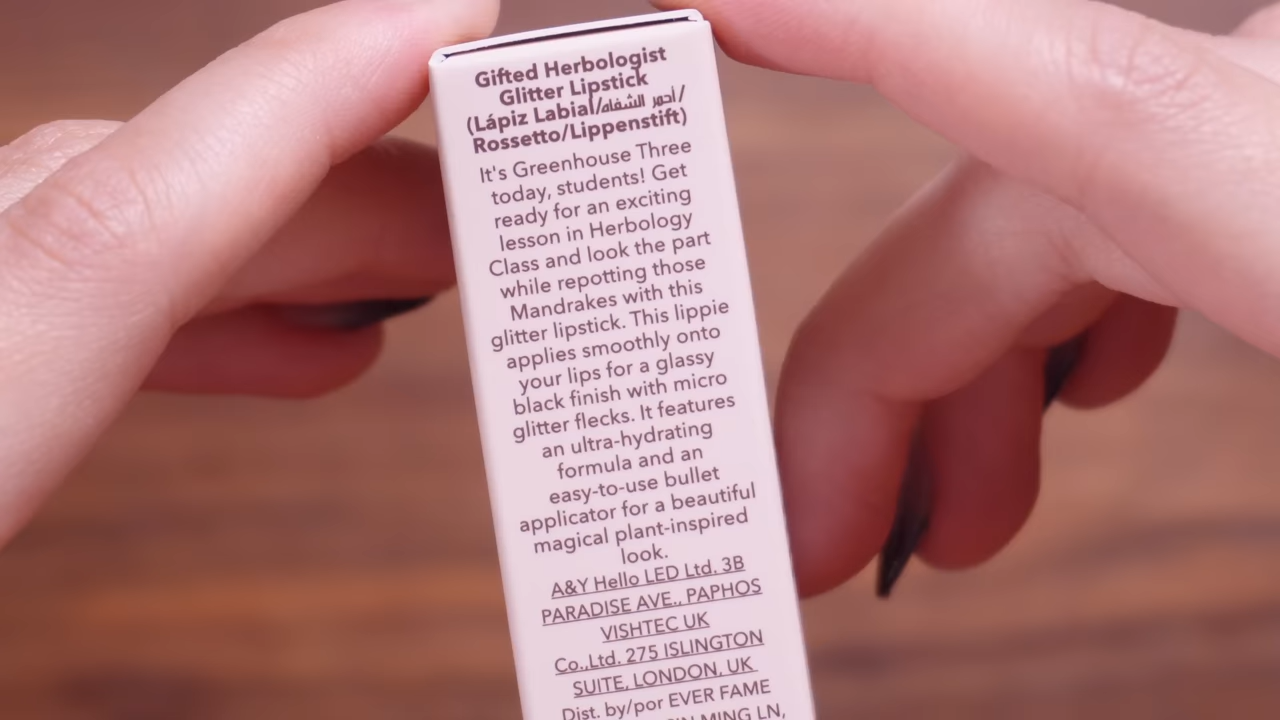 Gifted Herbologist
Glitter Lipstick
(Lápiz Labial/أحمر الشفاه/
Rossetto/Lippenstift)
It's Greenhouse Three
today, students! Get
ready for an exciting
lesson in Herbology
Class and look the part
while repotting those
Mandrakes with this
glitter lipstick. This lippie
applies smoothly onto
your lips for a glassy
black finish with micro
glitter flecks. It features
an ultra-hydrating
formula and an
easy-to-use bullet
applicator for a beautiful
magical plant-inspired
look.
A&Y Hello LED Ltd. 3B
PARADISE AVE., PAPHOS
VISHTEC UK
Co.,Ltd. 275 ISLINGTON
SUITE, LONDON, UK
Dist. by/por EVER FAME
MING LN,